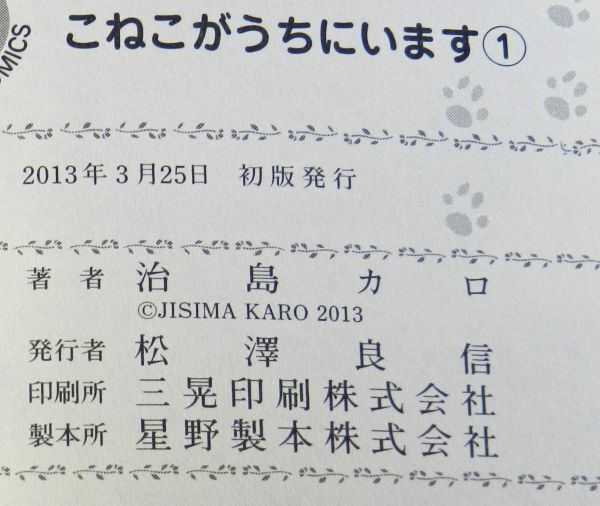 OMICS
こねこがうちにいます①
2013年3月25日 初版発行
著者 治島カロ
©JISIMA KARO 2013
発行者 松澤良信
印刷所 三晃印刷株式会社
製本所 星野製本株式会社